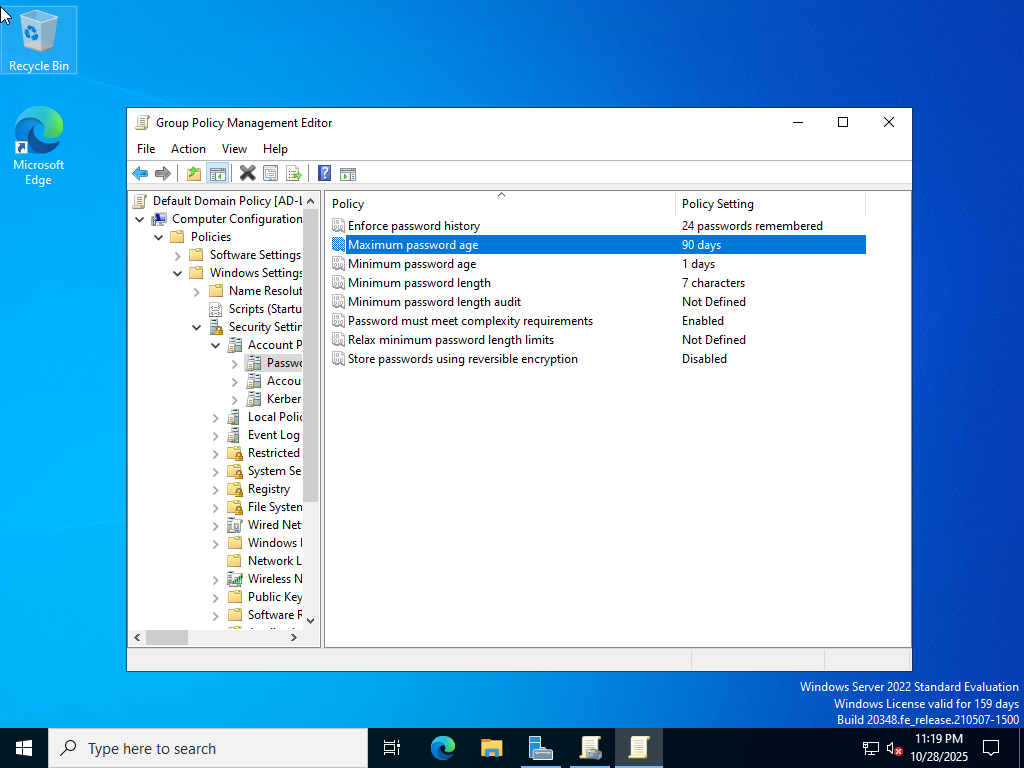 Recycle Bin
Microsoft
Edge
Group Policy Management Editor
File Action View Help
Default Domain Policy [AD-L
Computer Configuration
Policies
Software Settings
Windows Settings
Name Resolut
Scripts (Startu
Security Settin
Account P
Passwo
Accou
Kerber
Local Polic
Event Log
Restricted
System Se
Registry
File System
Wired Net
Windows
Network L
Wireless N
Public Key
Software R
Policy Policy Setting
Enforce password history 24 passwords remembered
Maximum password age 90 days
Minimum password age 1 days
Minimum password length 7 characters
Minimum password length audit Not Defined
Password must meet complexity requirements Enabled
Relax minimum password length limits Not Defined
Store passwords using reversible encryption Disabled
Windows Server 2022 Standard Evaluation
Windows License valid for 159 days
Build 20348.fe_release.210507-1500
Type here to search
11:19 PM
10/28/2025